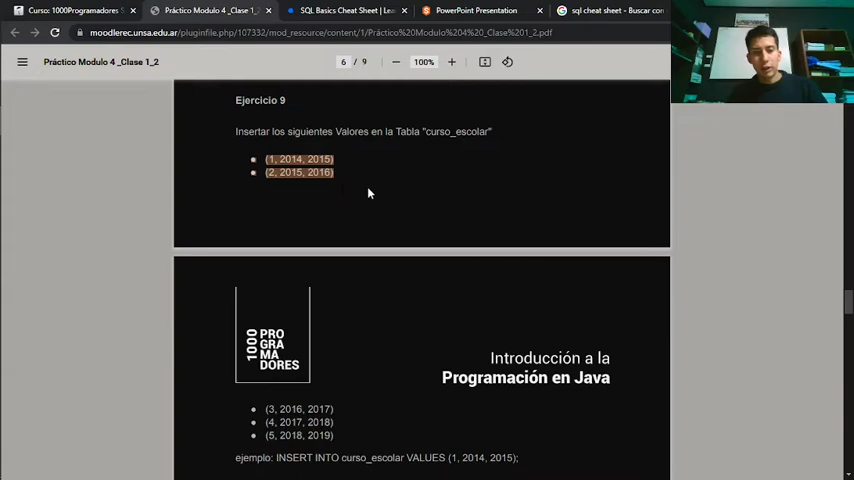 Curso: 1000Programadores S
Práctico Modulo 4 _Clase 1_2
SQL Basics Cheat Sheet | Lea
PowerPoint Presentation
sql cheat sheet - Buscar con
moodlerec.unsa.edu.ar/pluginfile.php/107332/mod_resource/content/1/Práctico%20Modulo%204%20_Clase%201_2.pdf
Práctico Modulo 4 _Clase 1_2
6 / 9
100%
Ejercicio 9
Insertar los siguientes Valores en la Tabla "curso_escolar"
(1, 2014, 2015)
(2, 2015, 2016)
1000
PRO
GRA
MA
DORES
Introducción a la
Programación en Java
(3, 2016, 2017)
(4, 2017, 2018)
(5, 2018, 2019)
ejemplo: INSERT INTO curso_escolar VALUES (1, 2014, 2015);